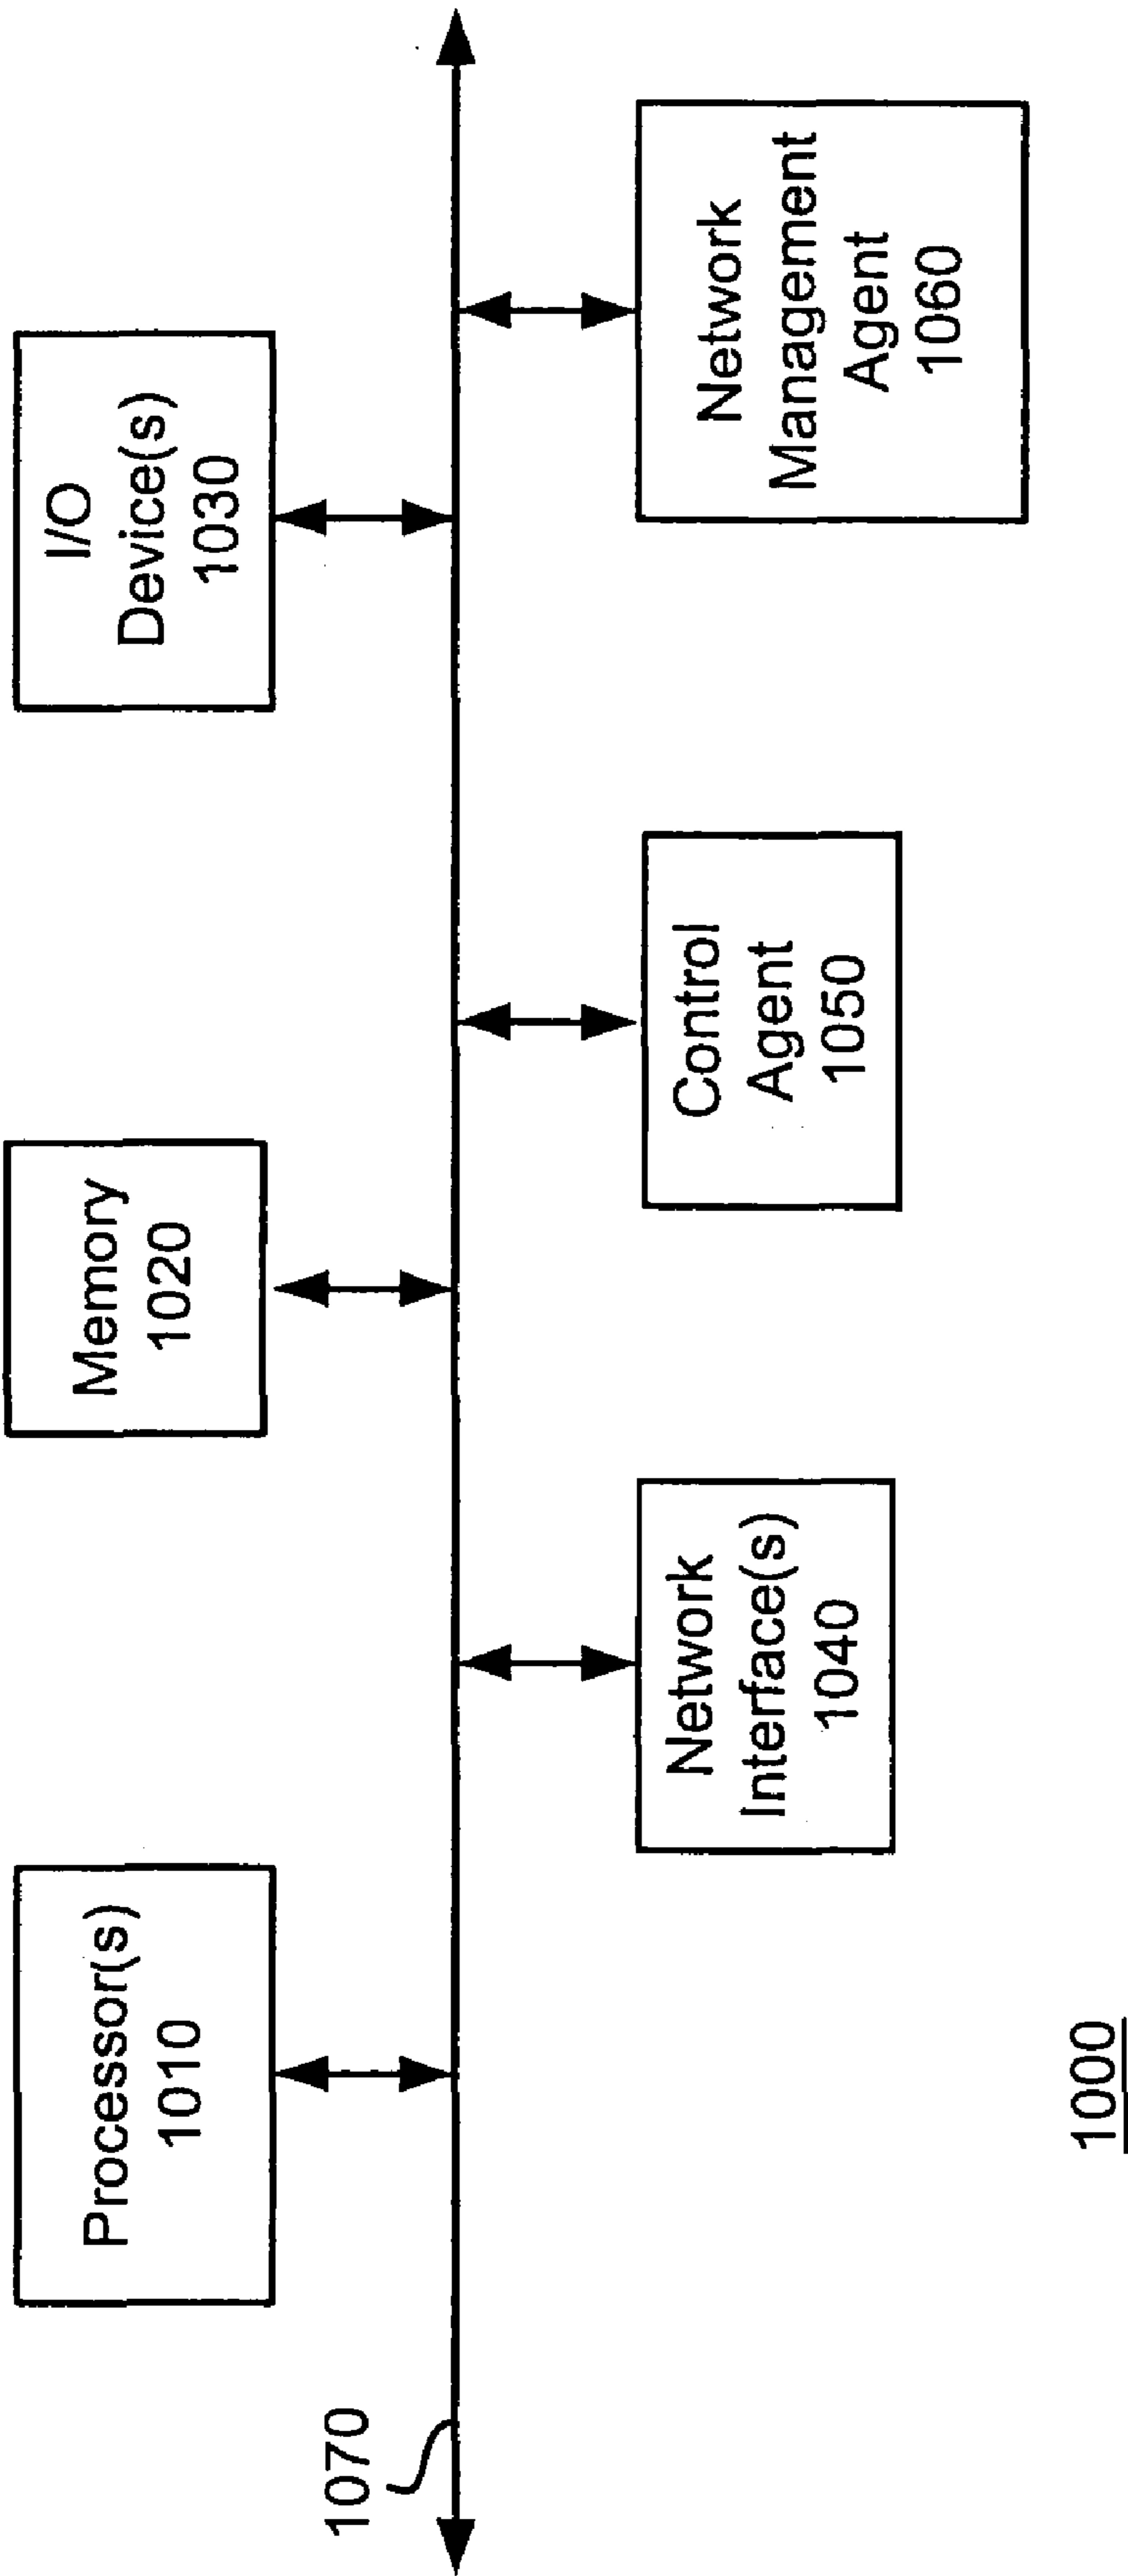 Processor(s)
1010
Memory
1020
I/O
Device(s)
1030
1070
Network
Interface(s)
1040
Control
Agent
1050
Network
Management
Agent
1060
1000